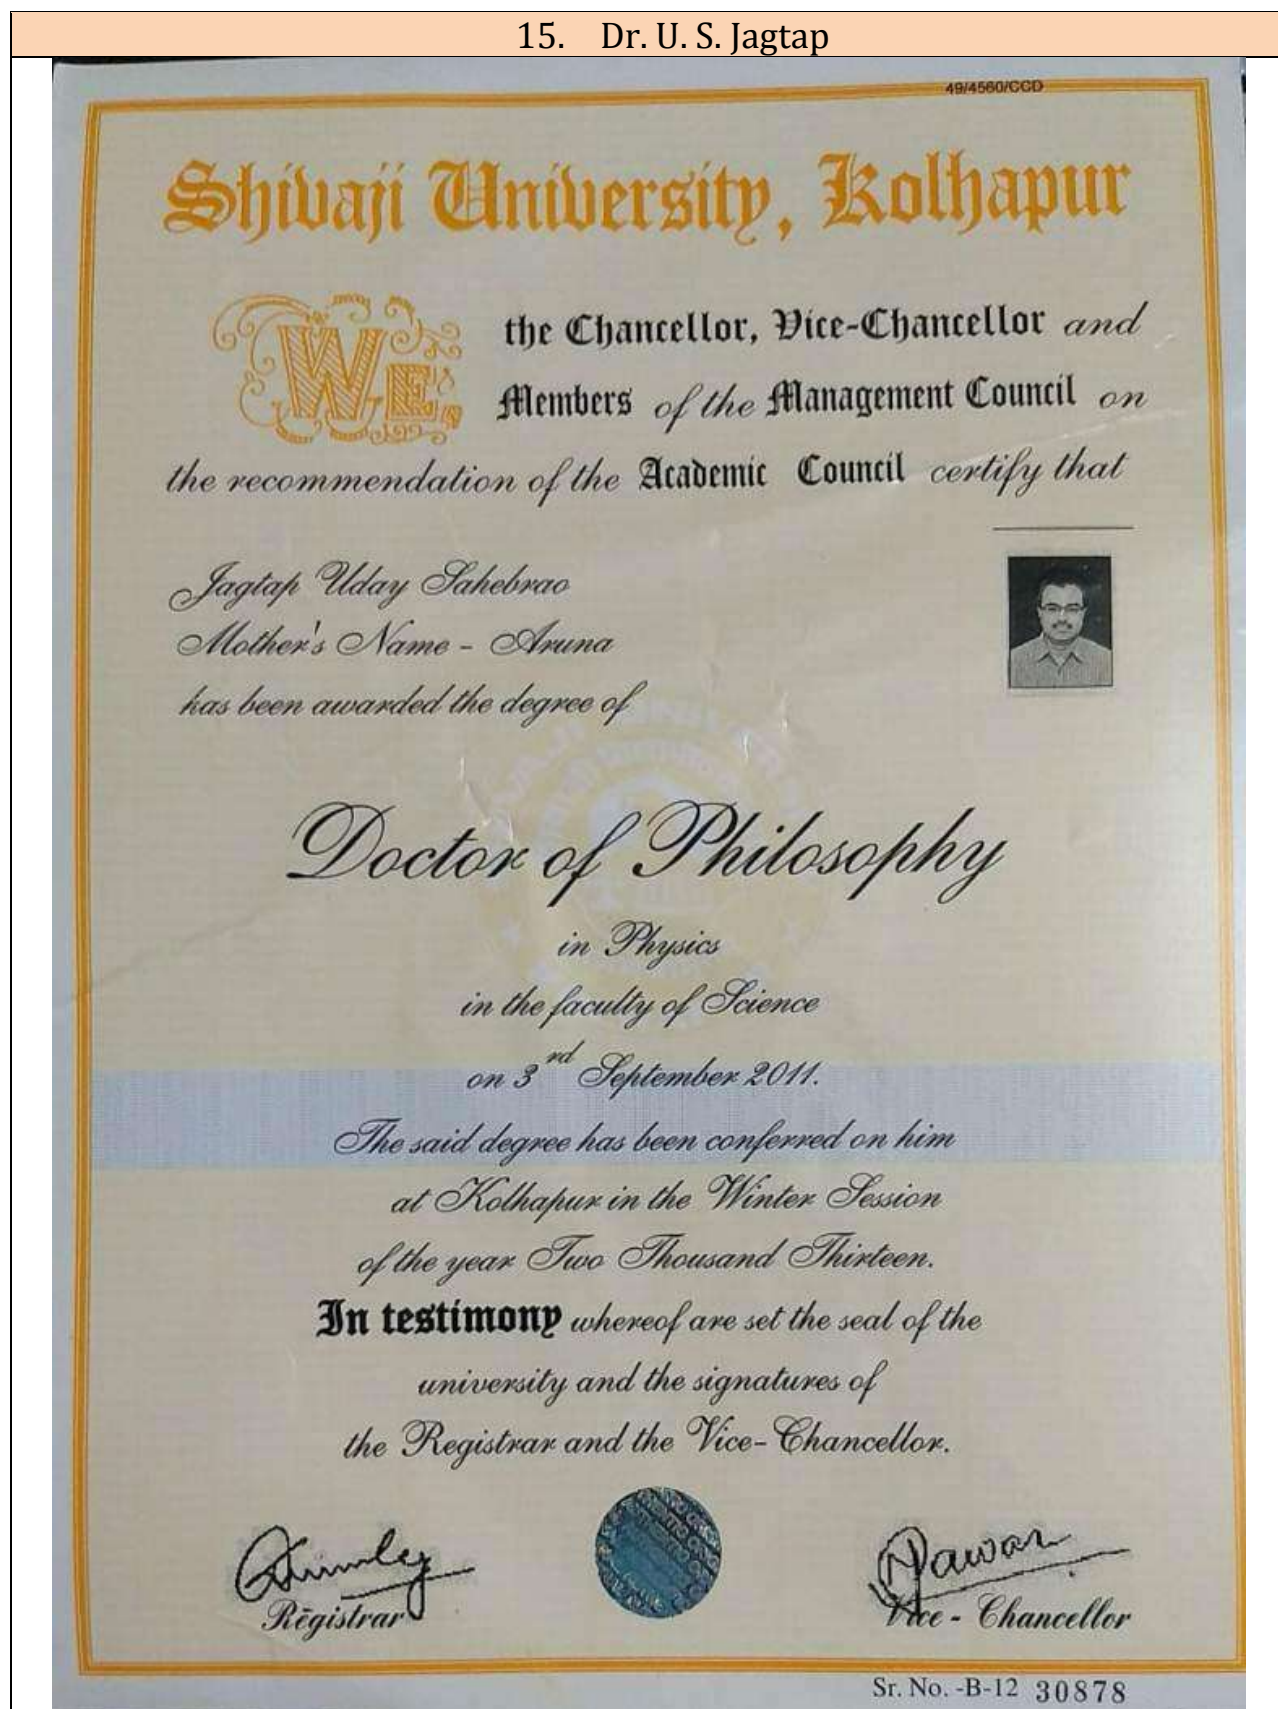 15. Dr. U. S. Jagtap
49/4560/CCD
Shivaji University, Kolhapur
WE, the Chancellor, Vice-Chancellor and
Members of the Management Council on
the recommendation of the Academic Council certify that
Jagtap Uday Sahebrao
Mother's Name - Aruna
has been awarded the degree of
Doctor of Philosophy
in Physics
in the faculty of Science
on 3rd September 2011.
The said degree has been conferred on him
at Kolhapur in the Winter Session
of the year Two Thousand Thirteen.
In testimony whereof are set the seal of the
university and the signatures of
the Registrar and the Vice-Chancellor.
Pawar
Registrar
Vice - Chancellor
Sr. No. -B-12 30878